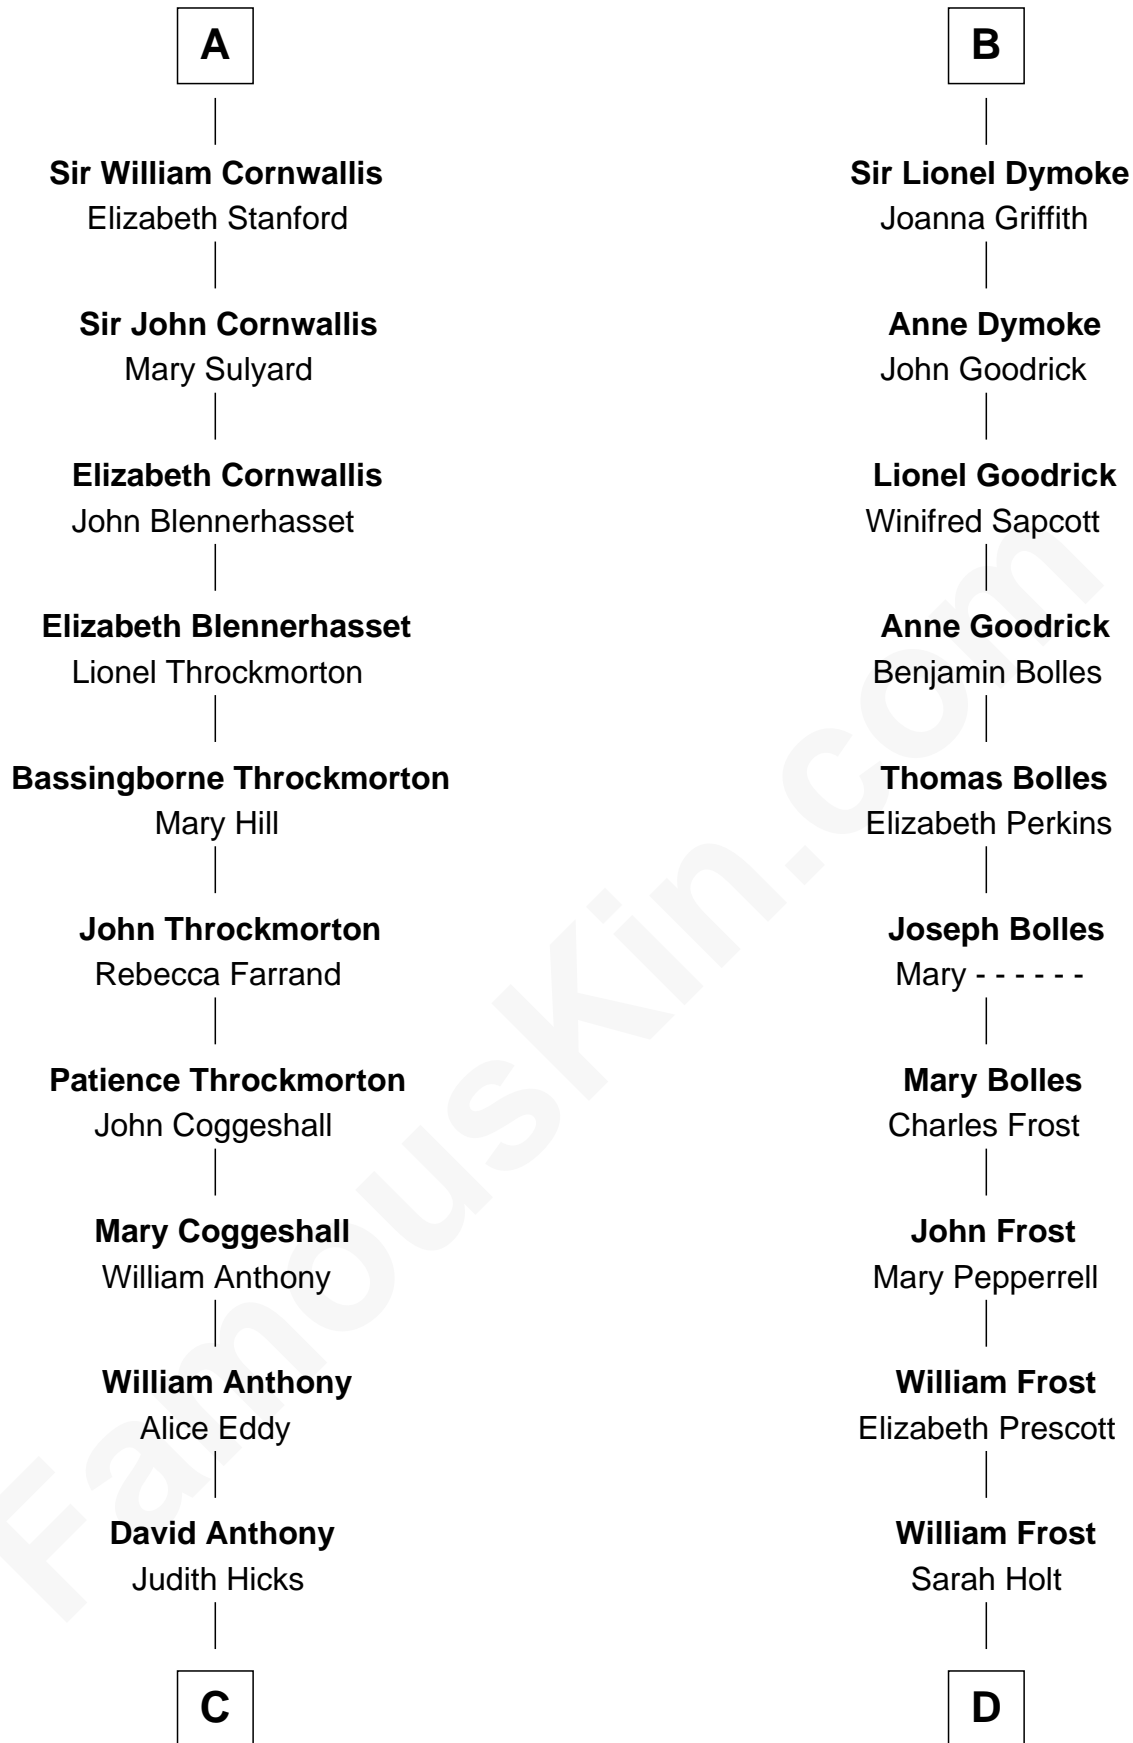 A
Sir William Cornwallis
Elizabeth Stanford
Sir John Cornwallis
Mary Sulyard
Elizabeth Cornwallis
John Blennerhasset
Elizabeth Blennerhasset
Lionel Throckmorton
Bassingborne Throckmorton
Mary Hill
John Throckmorton
Rebecca Farrand
Patience Throckmorton
John Coggeshall
Mary Coggeshall
William Anthony
William Anthony
Alice Eddy
David Anthony
Judith Hicks
C
B
Sir Lionel Dymoke
Joanna Griffith
Anne Dymoke
John Goodrick
Lionel Goodrick
Winifred Sapcott
Anne Goodrick
Benjamin Bolles
Thomas Bolles
Elizabeth Perkins
Joseph Bolles
Mary - - - - - -
Mary Bolles
Charles Frost
John Frost
Mary Pepperrell
William Frost
Elizabeth Prescott
William Frost
Sarah Holt
D
FamousKin.com